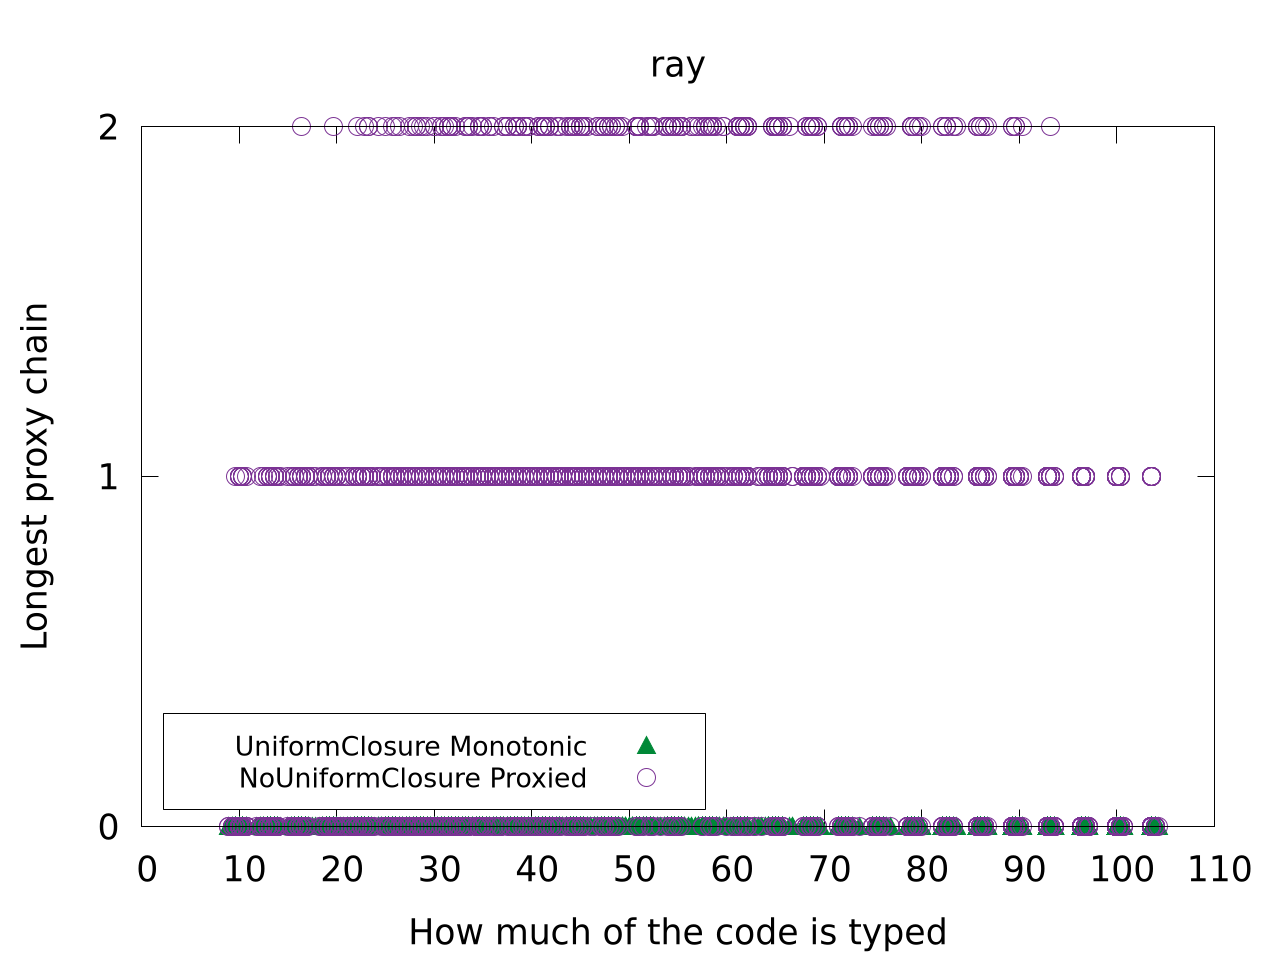 ray
2
1
0
Longest proxy chain
UniformClosure Monotonic
NoUniformClosure Proxied
0 10 20 30 40 50 60 70 80 90 100 110
How much of the code is typed